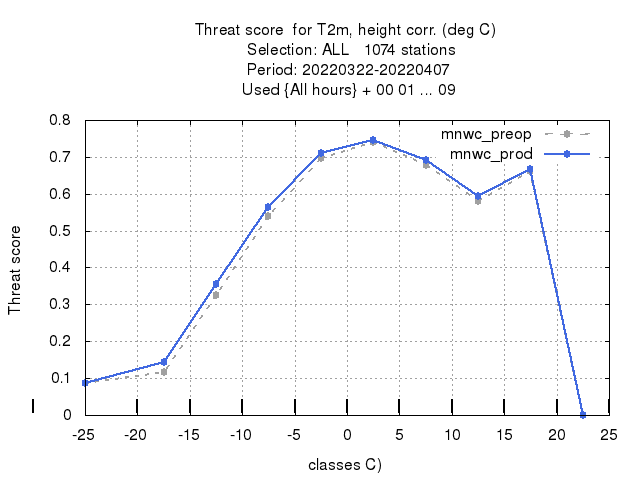 Threat score  for T2m, height corr. (deg C)
Selection: ALL   1074 stations
Period: 20220322-20220407
Used {All hours} + 00 01 ... 09
mnwc_preop
mnwc_prod
0.8
0.7
0.6
0.5
0.4
0.3
0.2
0.1
0
Threat score
-25 -20 -15 -10 -5 0 5 10 15 20 25
classes C)